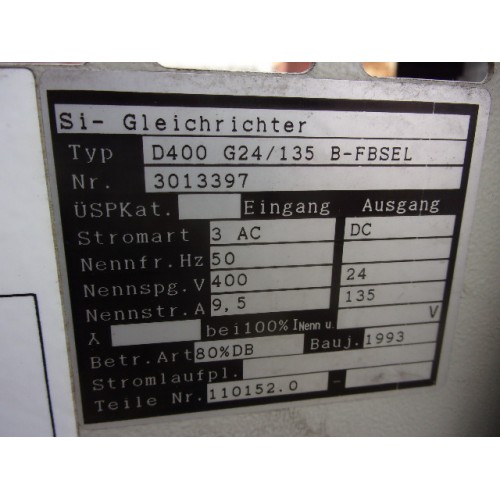 Si- Gleichrichter
Typ D400 G24/135 B-FBSEL
Nr. 3013397
ÜSPKat. Eingang Ausgang
Stromart 3 AC DC
Nennfr.Hz 50
Nennspg.V 400 24
Nennstr.A 9,5 135
λ bei100% INenn u. V
Betr.Art 80%DB Bauj. 1993
Stromlaufpl.
Teile Nr. 110152.0 -